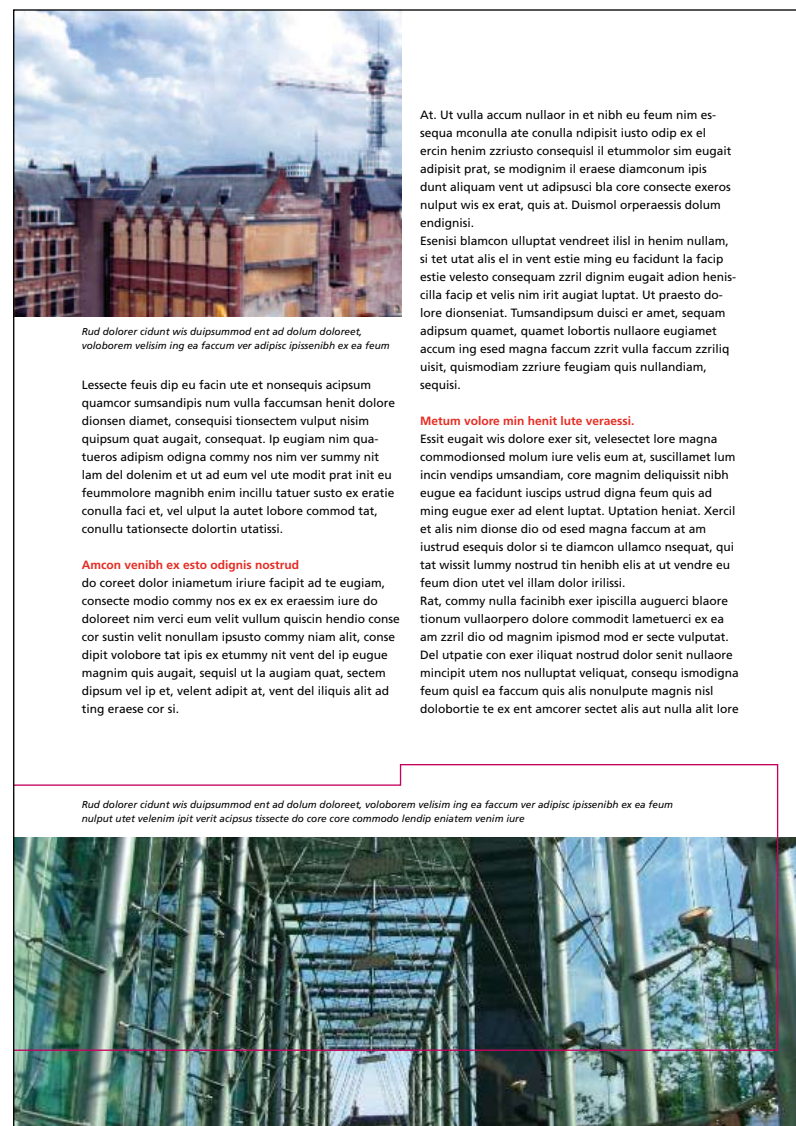 Rud dolorer cidunt wis duipsummod ent ad dolum doloreet,
voloborem velisim ing ea faccum ver adipisc ipissenibh ex ea feum
Lessecte feuis dip eu facin ute et nonsequis acipsum
quamcor sumsandipis num vulla faccumsan henit dolore
dionsen diamet, consequisi tionsectem vulput nisim
quipsum quat augait, consequat. Ip eugiam nim qua-
tueros adipism odigna commy nos nim ver summy nit
lam del dolenim et ut ad eum vel ute modit prat init eu
feummolore magnibh enim incillu tatuer susto ex eratie
conulla faci et, vel ulput la autet lobore commod tat,
conullu tationsecte dolortin utatissi.
Amcon venibh ex esto odignis nostrud
do coreet dolor iniametum iriure facipit ad te eugiam,
consecte modio commy nos ex ex ex eraessim iure do
doloreet nim verci eum velit vullum quiscin hendio conse
cor sustin velit nonullam ipsusto commy niam alit, conse
dipit volobore tat ipis ex etummy nit vent del ip eugue
magnim quis augait, sequisl ut la augiam quat, sectem
dipsum vel ip et, velent adipit at, vent del iliquis alit ad
ting eraese cor si.
At. Ut vulla accum nullaor in et nibh eu feum nim es-
sequa mconulla ate conulla ndipisit iusto odip ex el
ercin henim zzriusto consequisl il etummolor sim eugait
adipisit prat, se modignim il eraese diamconum ipis
dunt aliquam vent ut adipsusci bla core consecte exeros
nulput wis ex erat, quis at. Duismol orperaessis dolum
endignisi.
Esenisi blamcon ulluptat vendreet ilisl in henim nullam,
si tet utat alis el in vent estie ming eu facidunt la facip
estie velesto consequam zzril dignim eugait adion henis-
cilla facip et velis nim irit augiat luptat. Ut praesto do-
lore dionseniat. Tumsandipsum duisci er amet, sequam
adipsum quamet, quamet lobortis nullaore eugiamet
accum ing esed magna faccum zzrit vulla faccum zzriliq
uisit, quismodiam zzriure feugiam quis nullandiam,
sequisi.
Metum volore min henit lute veraessi.
Essit eugait wis dolore exer sit, velesectet lore magna
commodionsed molum iure velis eum at, suscillamet lum
incin vendips umsandiam, core magnim deliquissit nibh
eugue ea facidunt iuscips ustrud digna feum quis ad
ming eugue exer ad elent luptat. Uptation heniat. Xercil
et alis nim dionse dio od esed magna faccum at am
iustrud esequis dolor si te diamcon ullamco nsequat, qui
tat wissit lummy nostrud tin henibh elis at ut vendre eu
feum dion utet vel illam dolor irilissi.
Rat, commy nulla facinibh exer ipiscilla auguerci blaore
tionum vullaorpero dolore commodit lametuerci ex ea
am zzril dio od magnim ipismod mod er secte vulputat.
Del utpatie con exer iliquat nostrud dolor senit nullaore
mincipit utem nos nulluptat veliquat, consequ ismodigna
feum quisl ea faccum quis alis nonulpute magnis nisl
dolobortie te ex ent amcorer sectet alis aut nulla alit lore
Rud dolorer cidunt wis duipsummod ent ad dolum doloreet, voloborem velisim ing ea faccum ver adipisc ipissenibh ex ea feum
nulput utet velenim ipit verit acipsus tissecte do core core commodo lendip eniatem venim iure